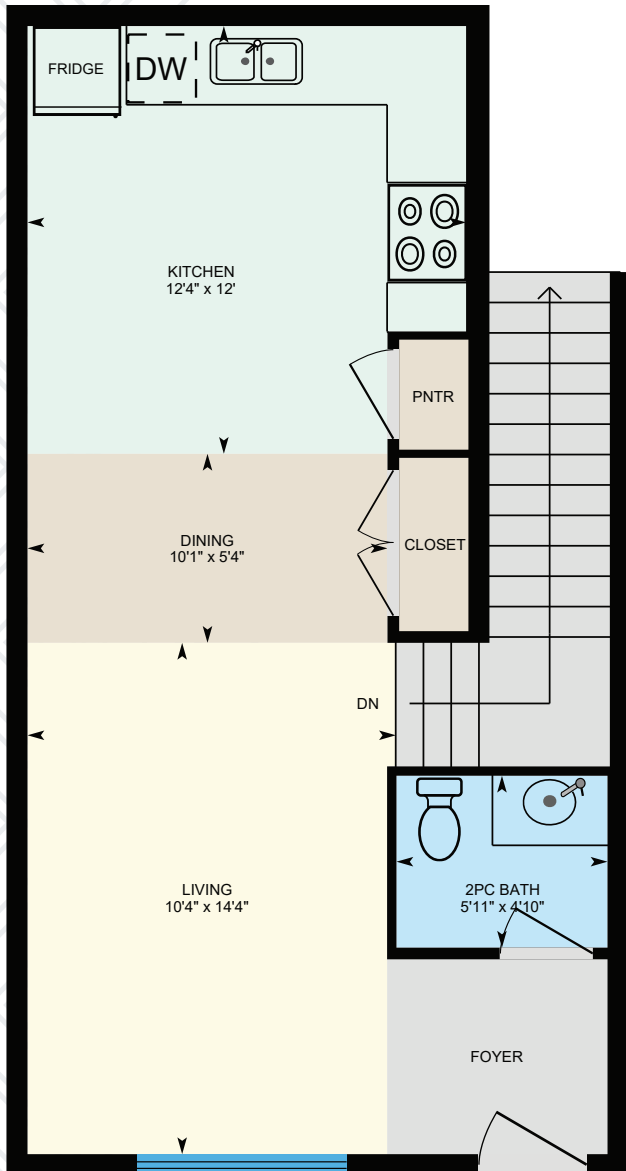 FRIDGE
DW
KITCHEN
12'4" x 12'
PNTR
DINING
10'1" x 5'4"
CLOSET
DN
LIVING
10'4" x 14'4"
2PC BATH
5'11" x 4'10"
FOYER